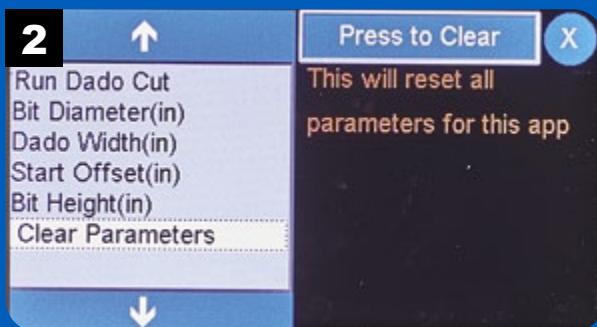 2
Run Dado Cut
Bit Diameter(in)
Dado Width(in)
Start Offset(in)
Bit Height(in)
Clear Parameters
Press to Clear
X
This will reset all
parameters for this app